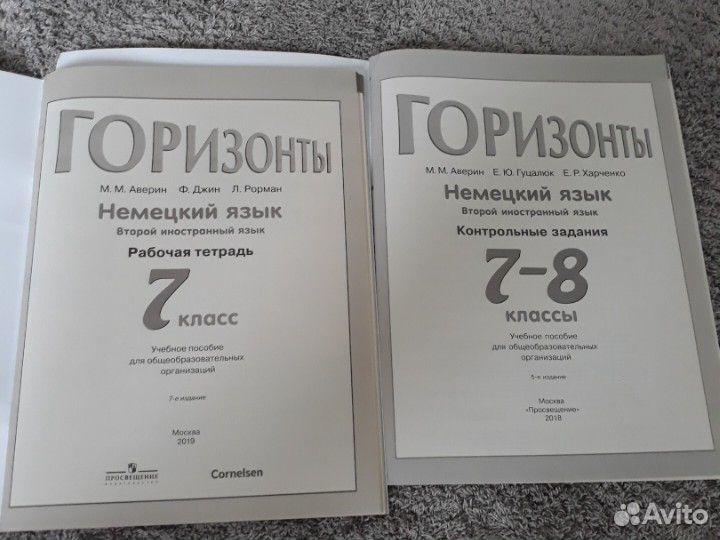 ГОРИЗОНТЫ
М. М. Аверин Ф. Джин Л. Рорман
Немецкий язык
Второй иностранный язык
Рабочая тетрадь
7 класс
Учебное пособие
для общеобразовательных
организаций
7-е издание
Москва
2019
ПРОСВЕЩЕНИЕ
ИЗДАТЕЛЬСТВО
Cornelsen
ГОРИЗОНТЫ
М. М. Аверин Е. Ю. Гуцалюк Е. Р. Харченко
Немецкий язык
Второй иностранный язык
Контрольные задания
7–8
классы
Учебное пособие
для общеобразовательных
организаций
5-е издание
Москва
«Просвещение»
2018
Avito